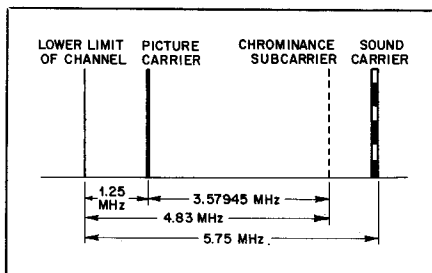 LOWER LIMIT OF CHANNEL
PICTURE CARRIER
CHROMINANCE SUBCARRIER
SOUND CARRIER
1.25 MHz
3.57945 MHz
4.83 MHz
5.75 MHz